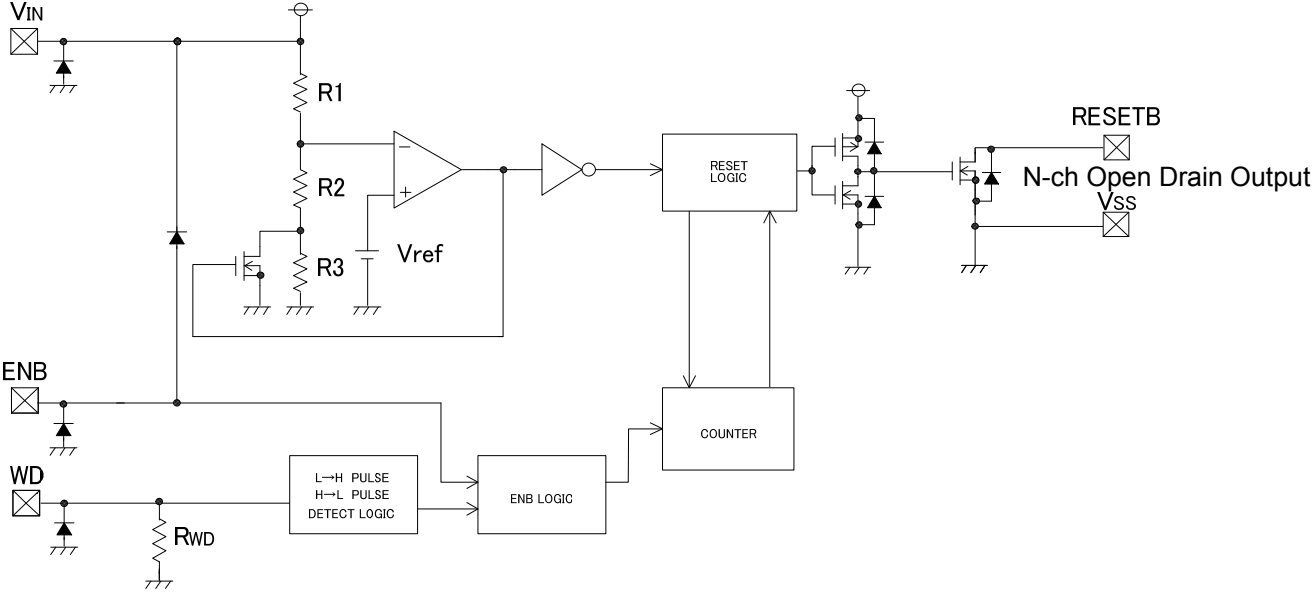 VIN
R1
R2
R3
−
+
Vref
RESET
LOGIC
RESETB
N-ch Open Drain Output
VSS
ENB
COUNTER
WD
L→H PULSE
H→L PULSE
DETECT LOGIC
ENB LOGIC
RWD